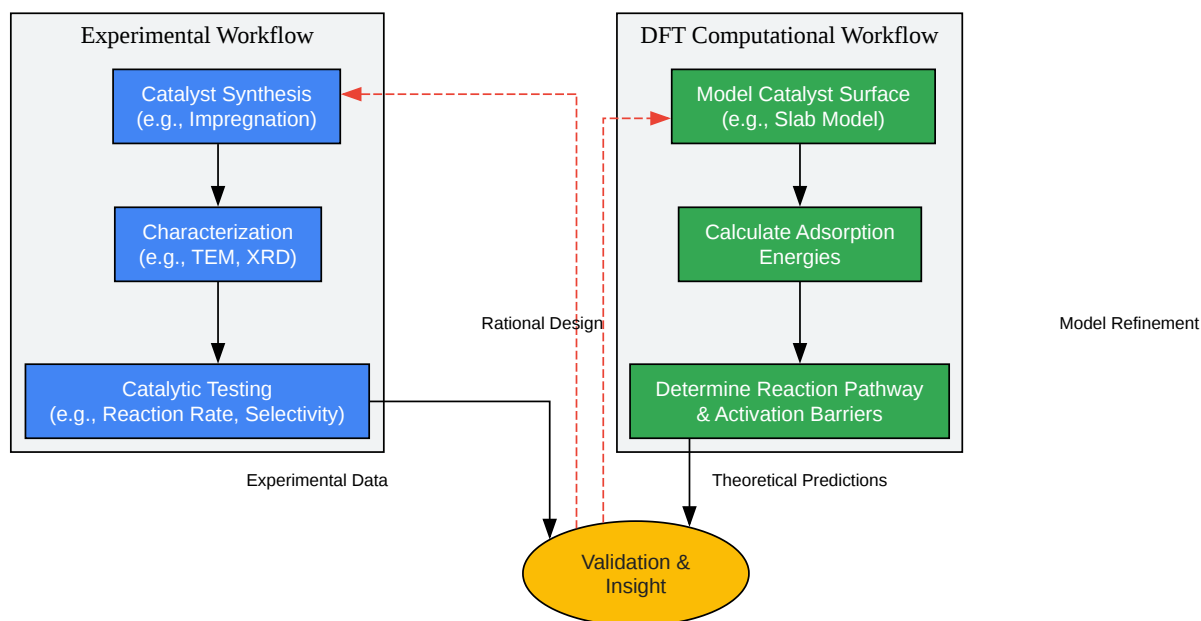 Experimental Workflow
Catalyst Synthesis
(e.g., Impregnation)
Characterization
(e.g., TEM, XRD)
Catalytic Testing
(e.g., Reaction Rate, Selectivity)
DFT Computational Workflow
Model Catalyst Surface
(e.g., Slab Model)
Calculate Adsorption
Energies
Determine Reaction Pathway
& Activation Barriers
Rational Design
Model Refinement
Experimental Data
Theoretical Predictions
Validation &
Insight